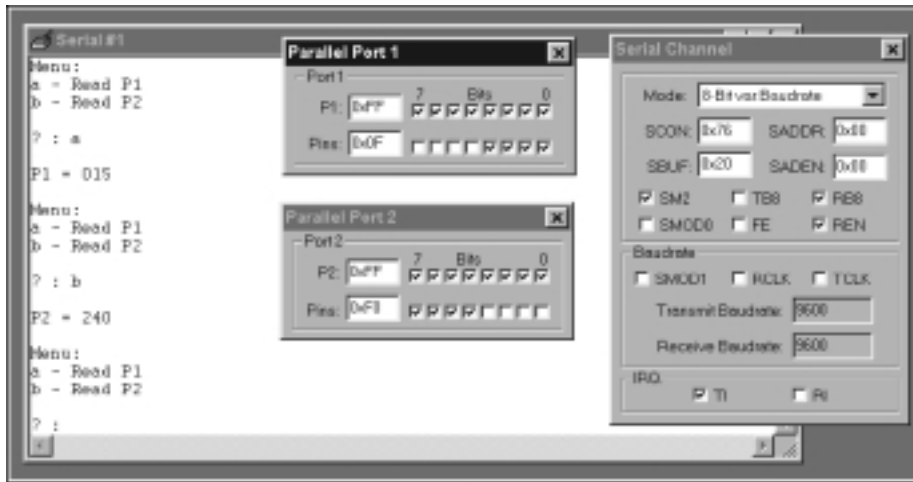 Serial #1
Menu:
a - Read P1
b - Read P2
? : a
P1 = 015
Menu:
a - Read P1
b - Read P2
? : b
P2 = 240
Menu:
a - Read P1
b - Read P2
? :
Parallel Port 1
Port 1
7 Bits 0
P1: 0xFF
Pins: 0x0F
Parallel Port 2
Port 2
7 Bits 0
P2: 0xFF
Pins: 0xF0
Serial Channel
Mode: 8-Bit var. Baudrate
SCON: 0x76 SADDR: 0x00
SBUF: 0x20 SADEN: 0x00
SM2 TB8 RB8
SMOD0 FE REN
Baudrate
SMOD1 RCLK TCLK
Transmit Baudrate: 9600
Receive Baudrate: 9600
IRQ
TI RI